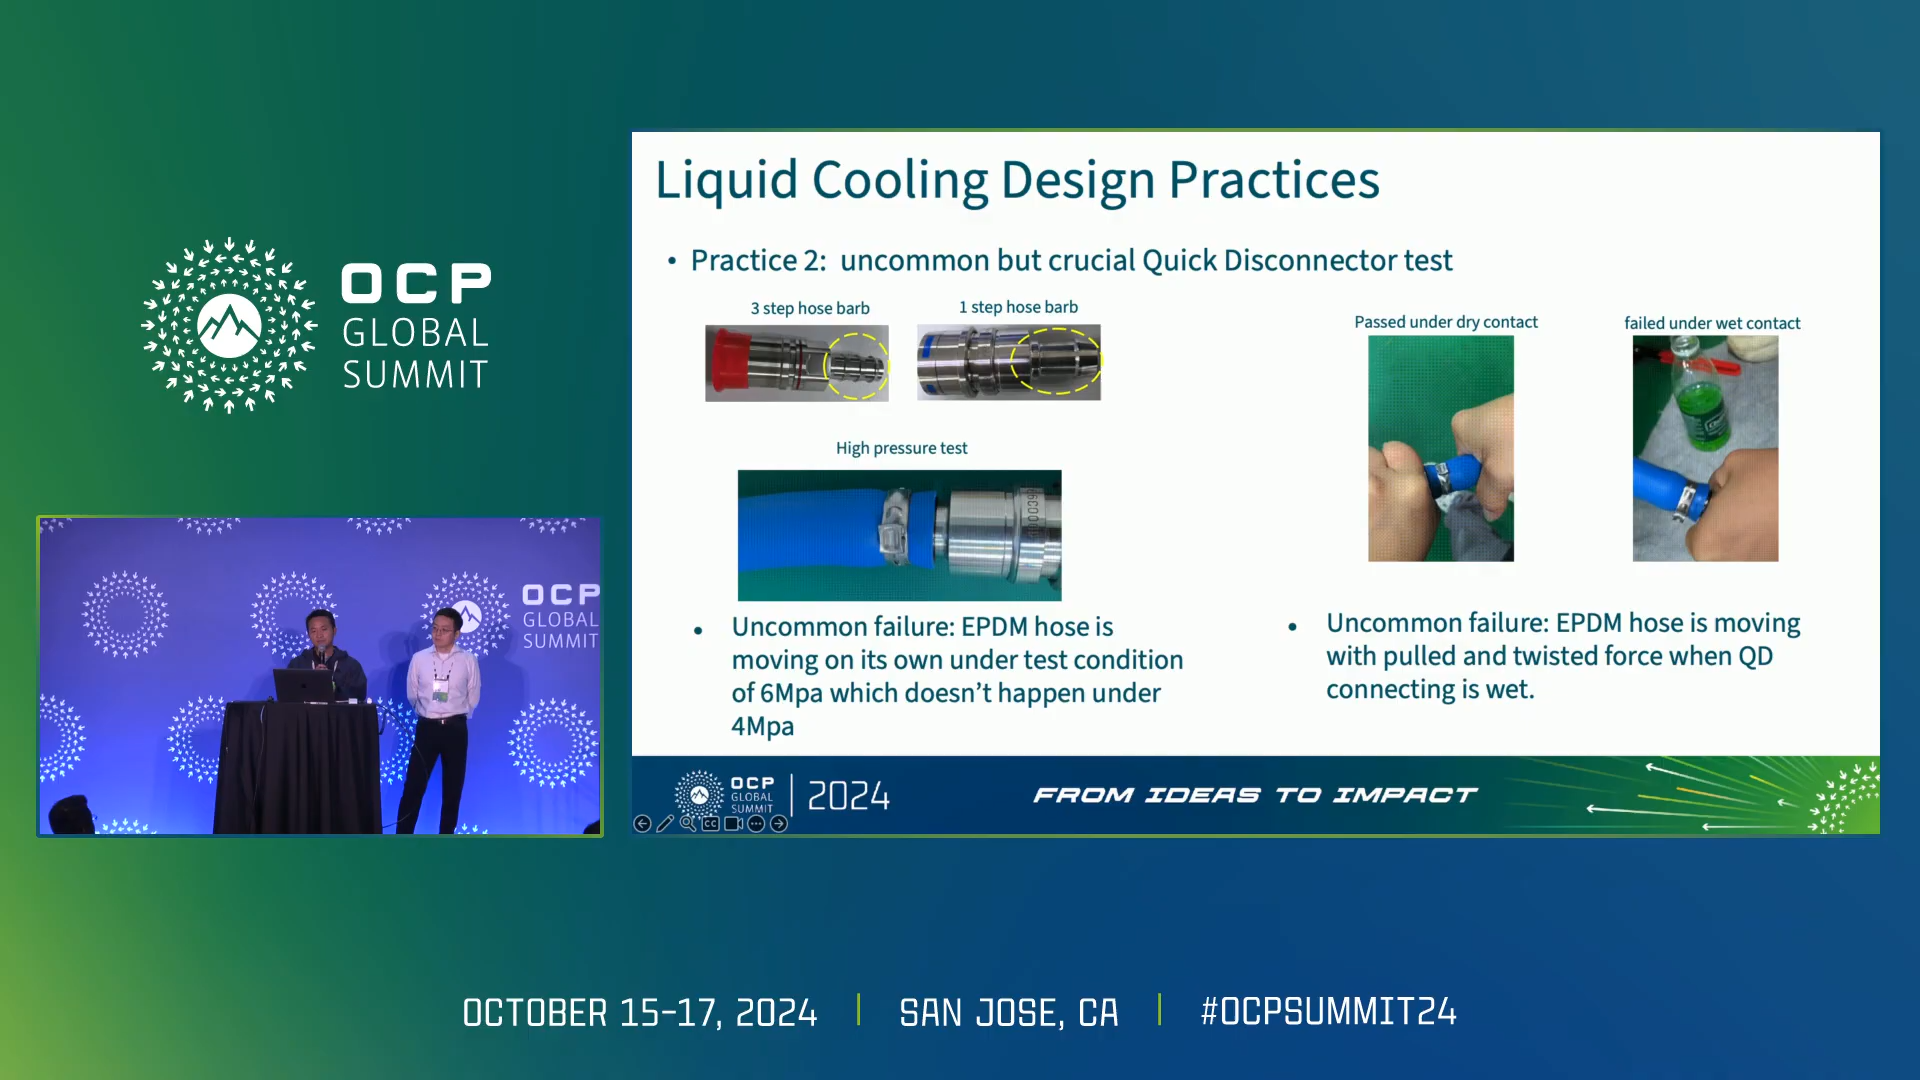 OCP
GLOBAL
SUMMIT
OCP
GLOBAL
SUMMIT
Liquid Cooling Design Practices
• Practice 2: uncommon but crucial Quick Disconnector test
3 step hose barb
1 step hose barb
High pressure test
Passed under dry contact
failed under wet contact
• Uncommon failure: EPDM hose is
moving on its own under test condition
of 6Mpa which doesn’t happen under
4Mpa
• Uncommon failure: EPDM hose is moving
with pulled and twisted force when QD
connecting is wet.
OCP
GLOBAL
SUMMIT
2024
FROM IDEAS TO IMPACT
CC
OCTOBER 15-17, 2024 | SAN JOSE, CA | #OCPSUMMIT24